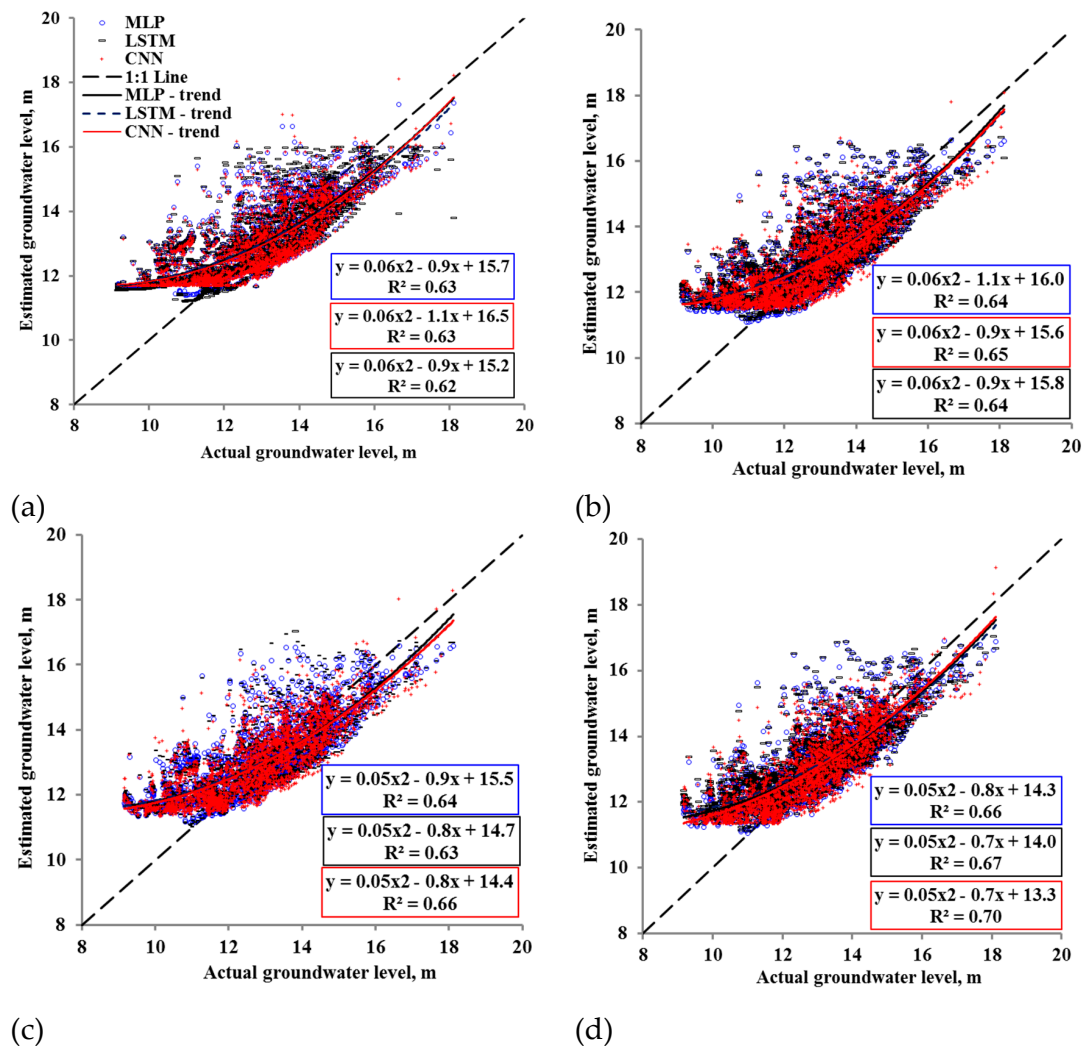 MLP
LSTM
CNN
1:1 Line
MLP - trend
LSTM - trend
CNN - trend
20
18
16
14
12
10
8
Estimated groundwater level, m
y = 0.06x2 - 0.9x + 15.7
R² = 0.63
y = 0.06x2 - 1.1x + 16.5
R² = 0.63
y = 0.06x2 - 0.9x + 15.2
R² = 0.62
8 10 12 14 16 18 20
Actual groundwater level, m
(a)
20
18
16
14
12
10
8
Estimated groundwater level, m
y = 0.06x2 - 1.1x + 16.0
R² = 0.64
y = 0.06x2 - 0.9x + 15.6
R² = 0.65
y = 0.06x2 - 0.9x + 15.8
R² = 0.64
8 10 12 14 16 18 20
Actual groundwater level, m
(b)
20
18
16
14
12
10
8
Estimated groundwater level, m
y = 0.05x2 - 0.9x + 15.5
R² = 0.64
y = 0.05x2 - 0.8x + 14.7
R² = 0.63
y = 0.05x2 - 0.8x + 14.4
R² = 0.66
8 10 12 14 16 18 20
Actual groundwater level, m
(c)
20
18
16
14
12
10
8
Estimated groundwater level, m
y = 0.05x2 - 0.8x + 14.3
R² = 0.66
y = 0.05x2 - 0.7x + 14.0
R² = 0.67
y = 0.05x2 - 0.7x + 13.3
R² = 0.70
8 10 12 14 16 18 20
Actual groundwater level, m
(d)